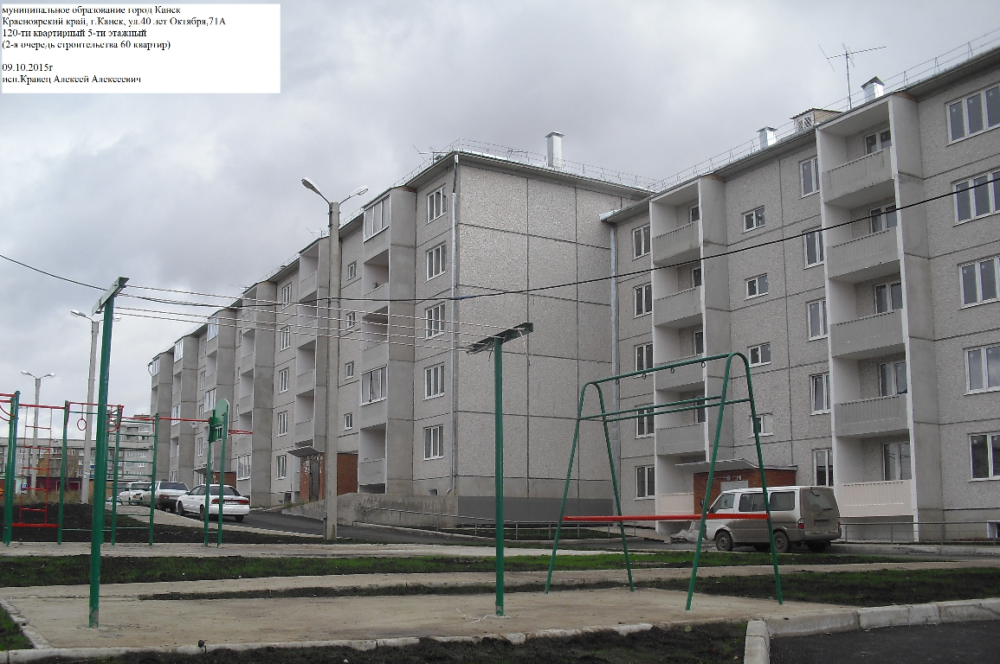 муниципальное образование город Канск
Красноярский край, г.Канск, ул.40 лет Октября,71А
120-ти квартирный 5-ти этажный
(2-я очередь строительства 60 квартир)
09.10.2015г
исп.Кравец Алексей Алексеевич